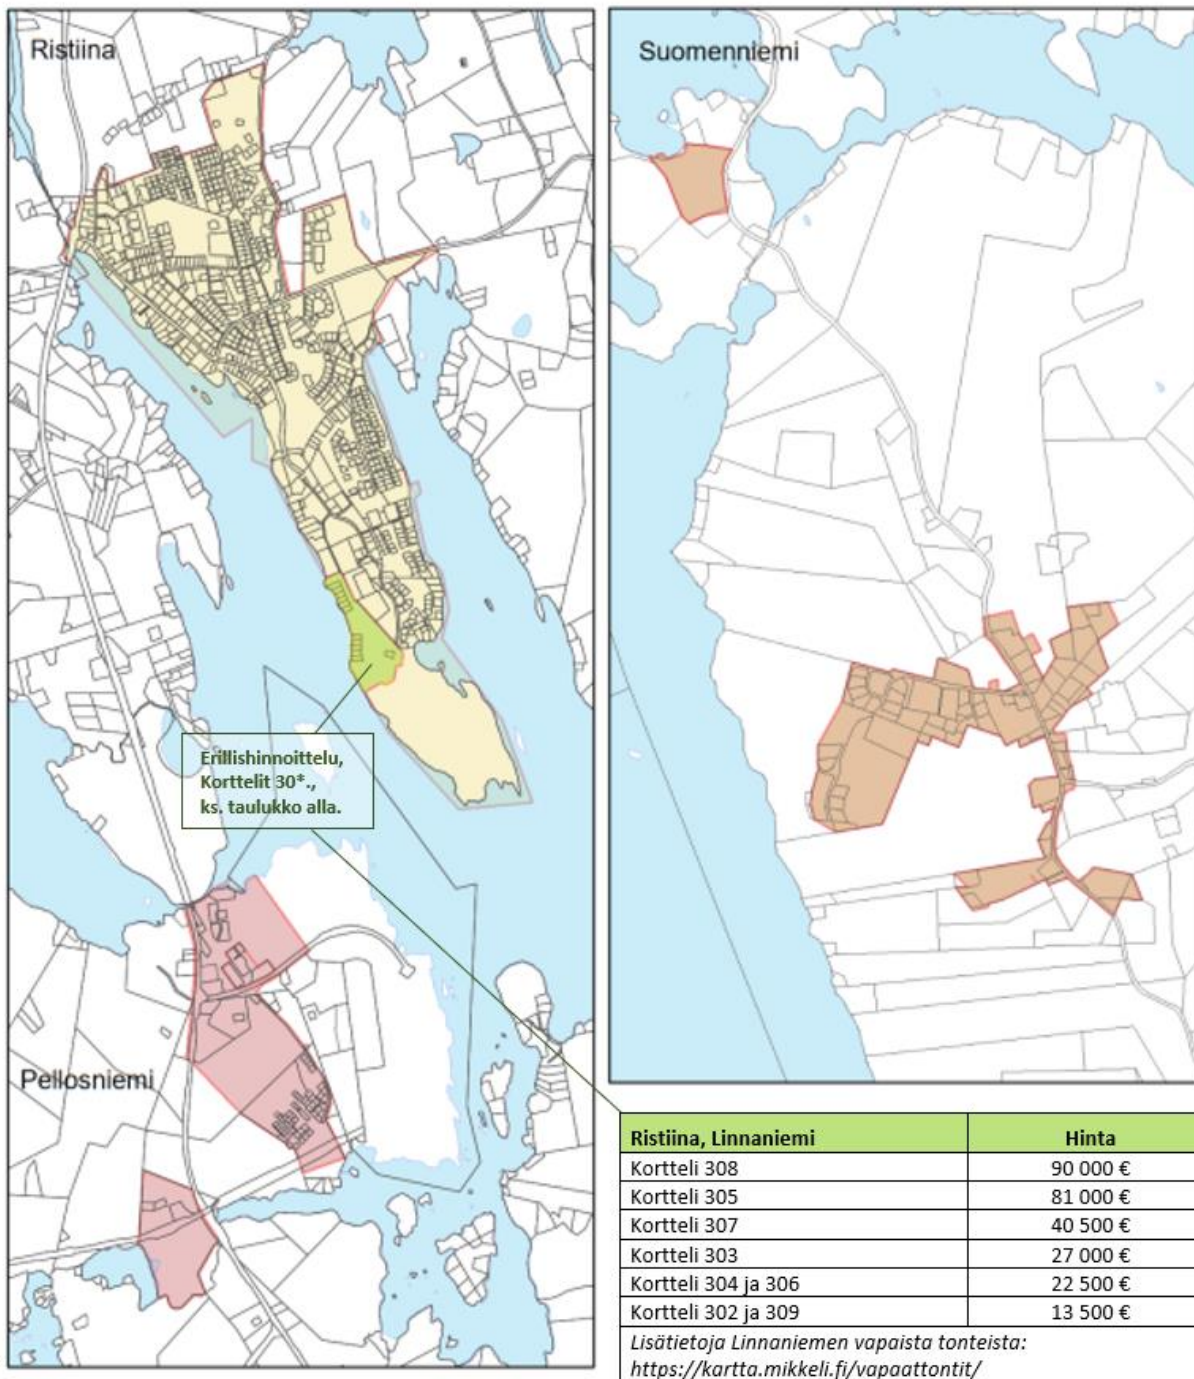 Ristiina
Suomenniemi
Erillishinnoittelu,
Korttelit 30*.,
ks. taulukko alla.
Pellosniemi
Ristiina, Linnaniemi Hinta
Kortteli 308 90 000 €
Kortteli 305 81 000 €
Kortteli 307 40 500 €
Kortteli 303 27 000 €
Kortteli 304 ja 306 22 500 €
Kortteli 302 ja 309 13 500 €
Lisätietoja Linnaniemen vapaista tonteista:
https://kartta.mikkeli.fi/vapaattontit/